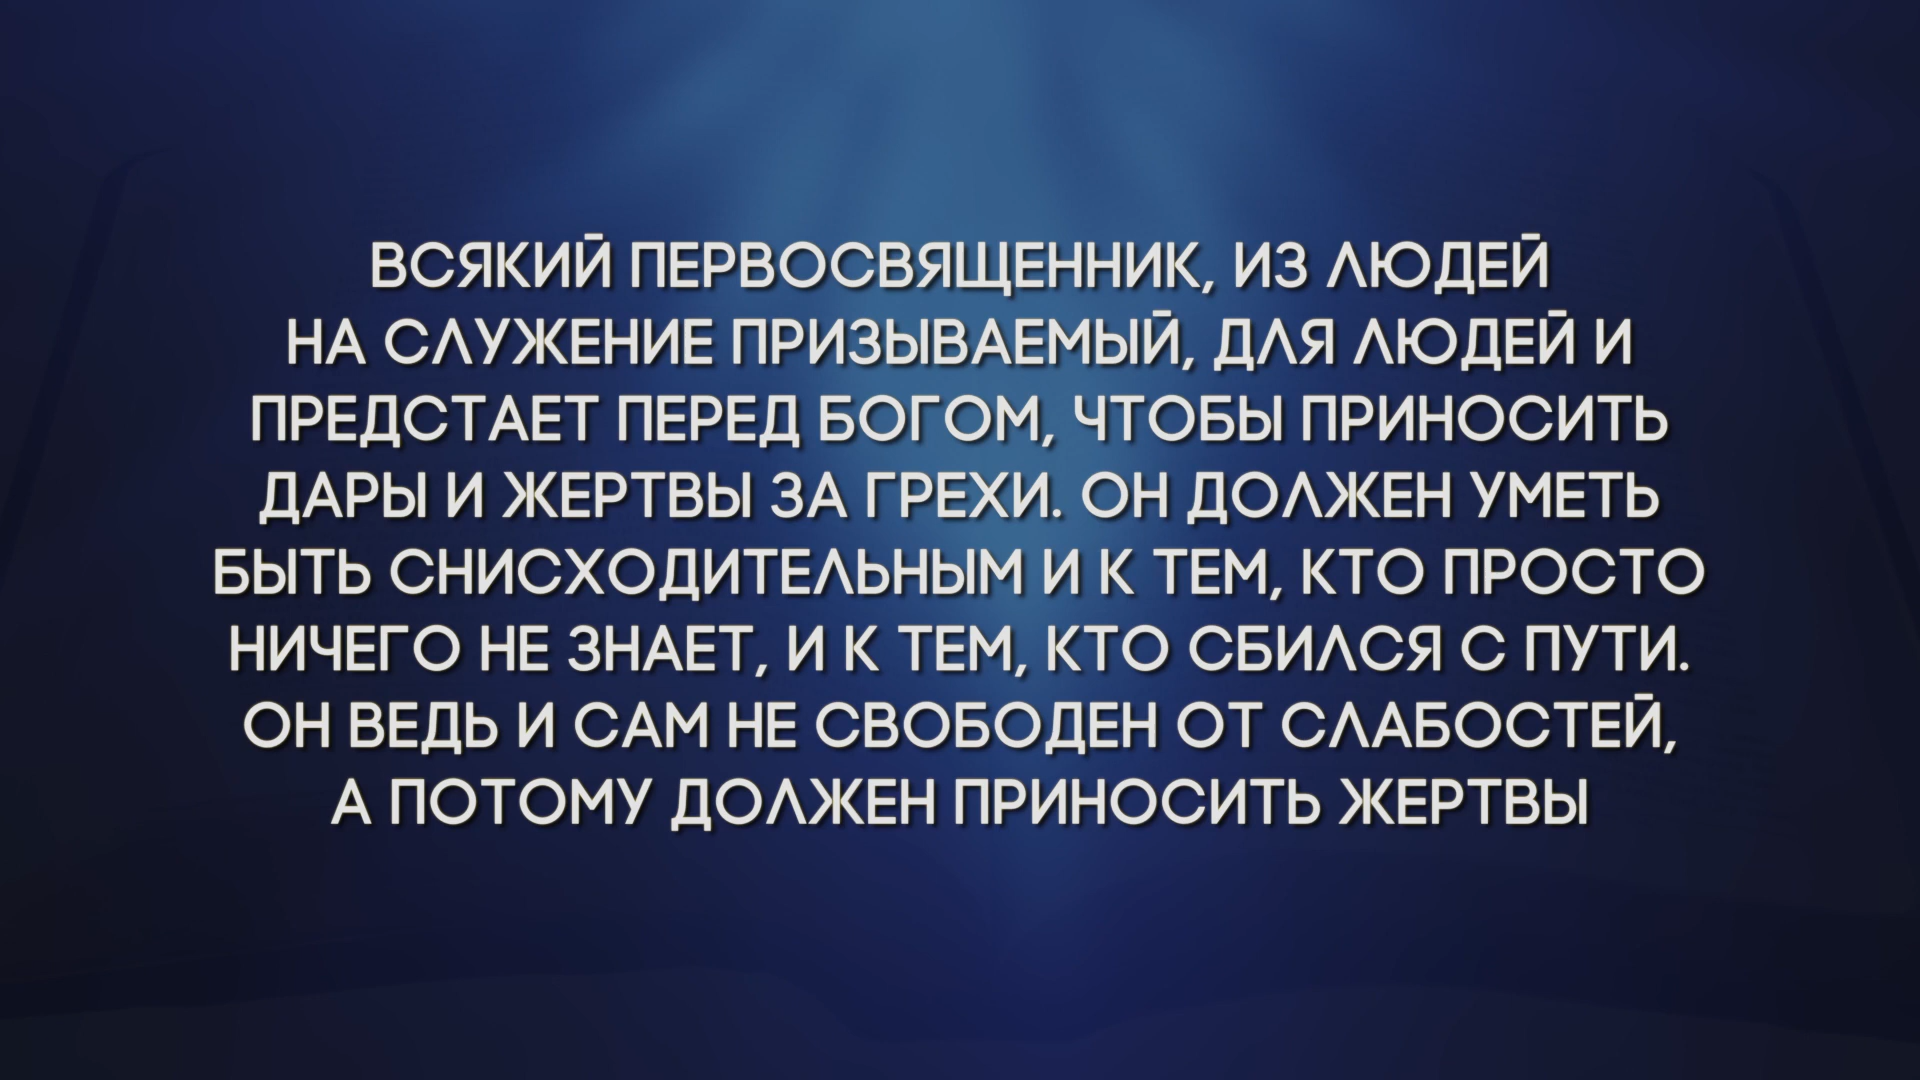 ВСЯКИЙ ПЕРВОСВЯЩЕННИК, ИЗ ЛЮДЕЙ
НА СЛУЖЕНИЕ ПРИЗЫВАЕМЫЙ, ДЛЯ ЛЮДЕЙ И
ПРЕДСТАЕТ ПЕРЕД БОГОМ, ЧТОБЫ ПРИНОСИТЬ
ДАРЫ И ЖЕРТВЫ ЗА ГРЕХИ. ОН ДОЛЖЕН УМЕТЬ
БЫТЬ СНИСХОДИТЕЛЬНЫМ И К ТЕМ, КТО ПРОСТО
НИЧЕГО НЕ ЗНАЕТ, И К ТЕМ, КТО СБИЛСЯ С ПУТИ.
ОН ВЕДЬ И САМ НЕ СВОБОДЕН ОТ СЛАБОСТЕЙ,
А ПОТОМУ ДОЛЖЕН ПРИНОСИТЬ ЖЕРТВЫ